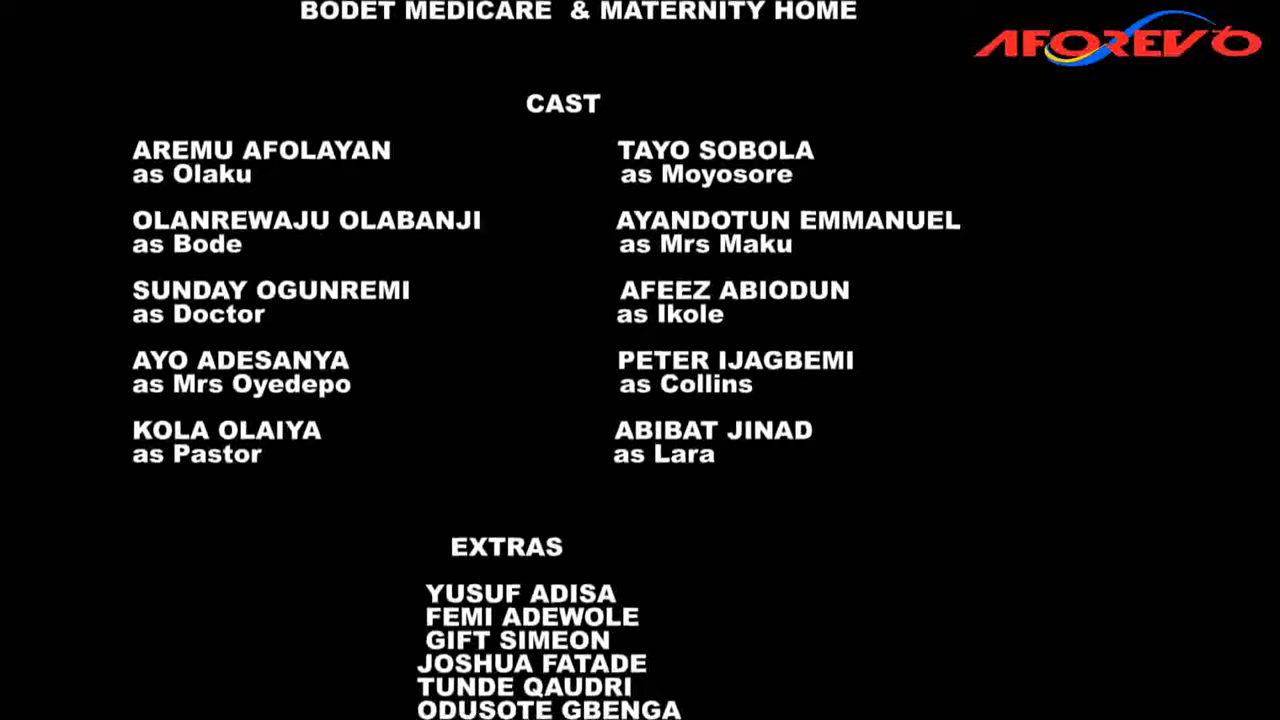 BODET MEDICARE & MATERNITY HOME
AFOREVO
CAST
AREMU AFOLAYAN
as Olaku
TAYO SOBOLA
as Moyosore
OLANREWAJU OLABANJI
as Bode
AYANDOTUN EMMANUEL
as Mrs Maku
SUNDAY OGUNREMI
as Doctor
AFEEZ ABIODUN
as Ikole
AYO ADESANYA
as Mrs Oyedepo
PETER IJAGBEMI
as Collins
KOLA OLAIYA
as Pastor
ABIBAT JINAD
as Lara
EXTRAS
YUSUF ADISA
FEMI ADEWOLE
GIFT SIMEON
JOSHUA FATADE
TUNDE QAUDRI
ODUSOTE GBENGA